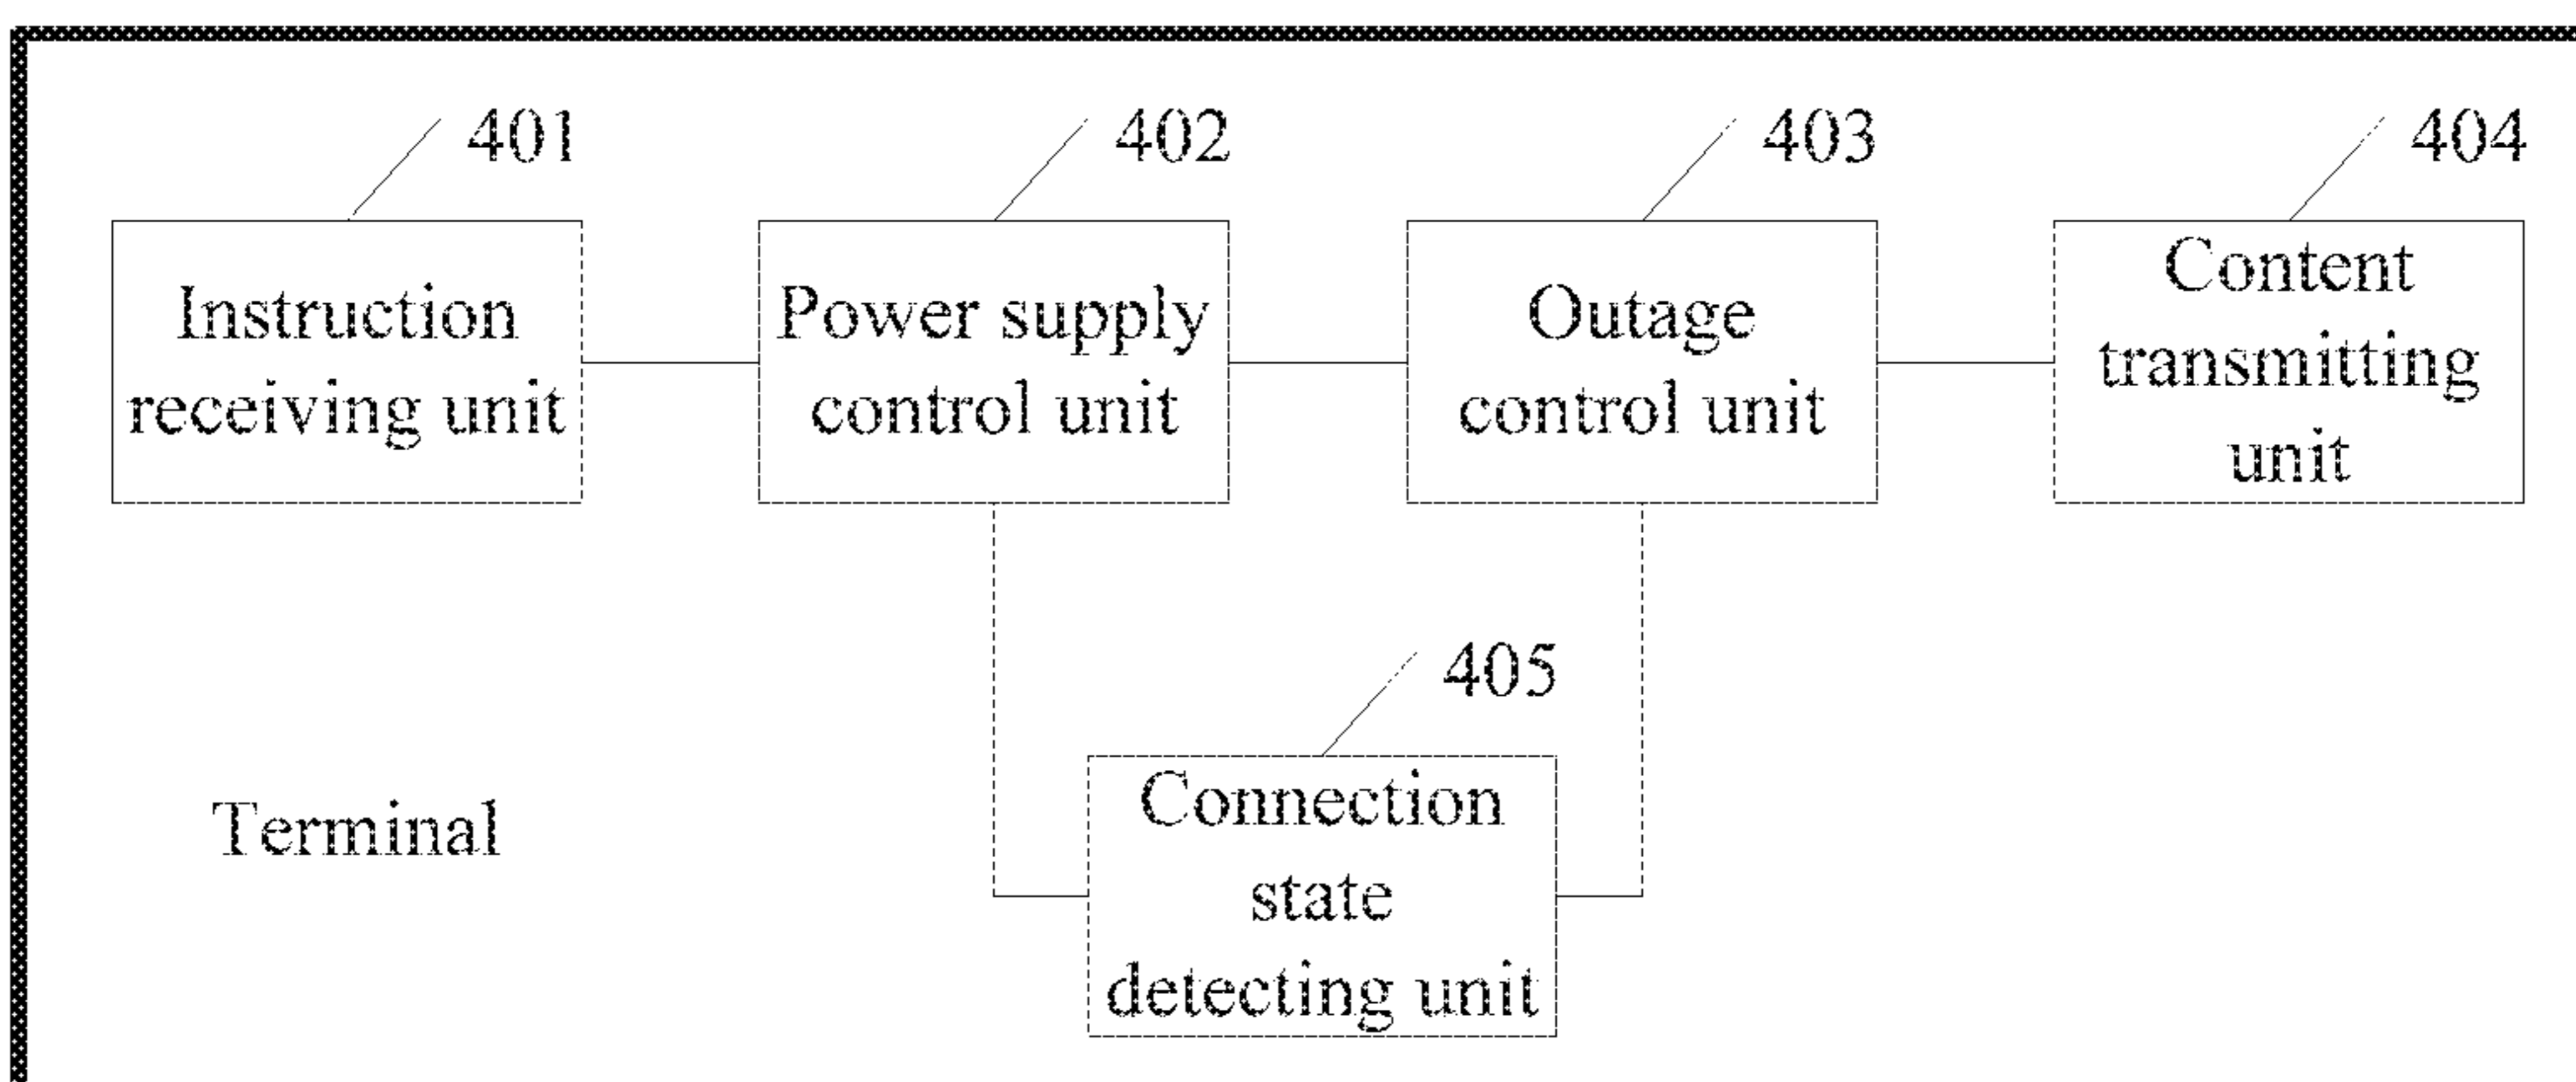 401
402
403
404
Instruction
receiving unit
Power supply
control unit
Outage
control unit
Content
transmitting
unit
405
Connection
state
detecting unit
Terminal